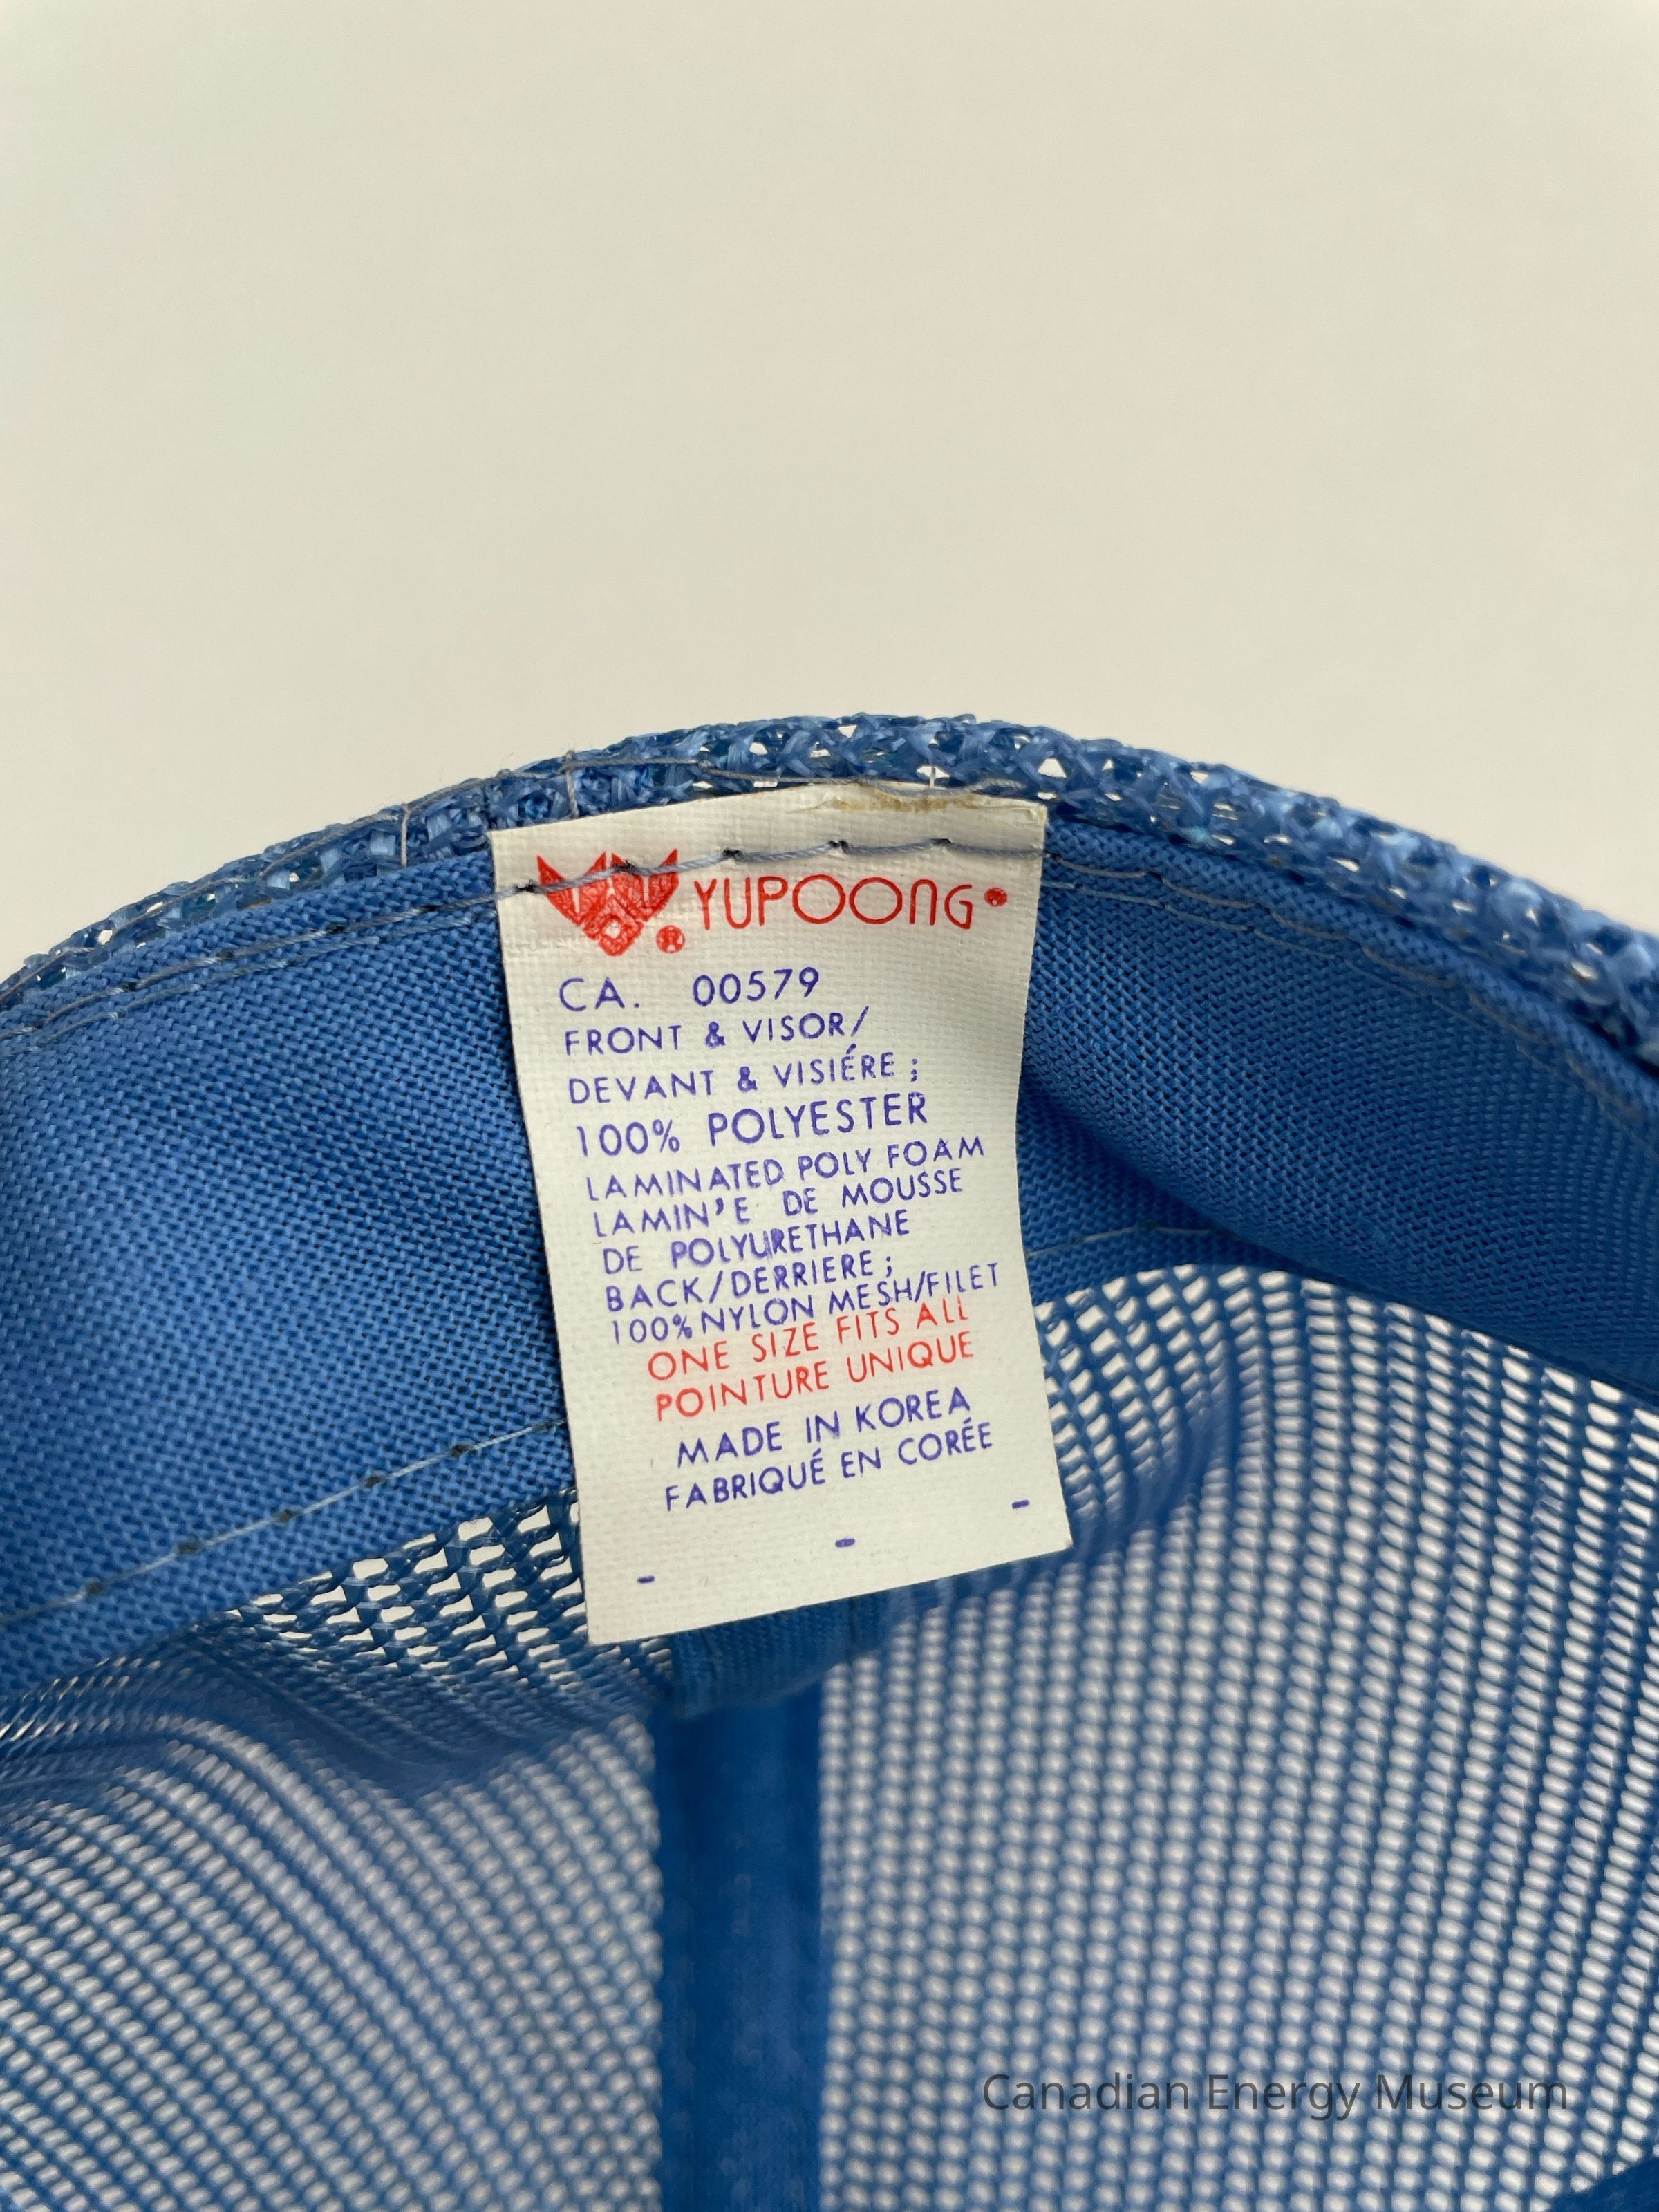 YUPOONG
CA. 00579
FRONT & VISOR/
DEVANT & VISIÉRE ;
100% POLYESTER
LAMINATED POLY FOAM
LAMIN'E DE MOUSSE
DE POLYURETHANE
BACK/DERRIERE ;
100% NYLON MESH/FILET
ONE SIZE FITS ALL
POINTURE UNIQUE
MADE IN KOREA
FABRIQUÉ EN CORÉE
- - -
Canadian Energy Museum